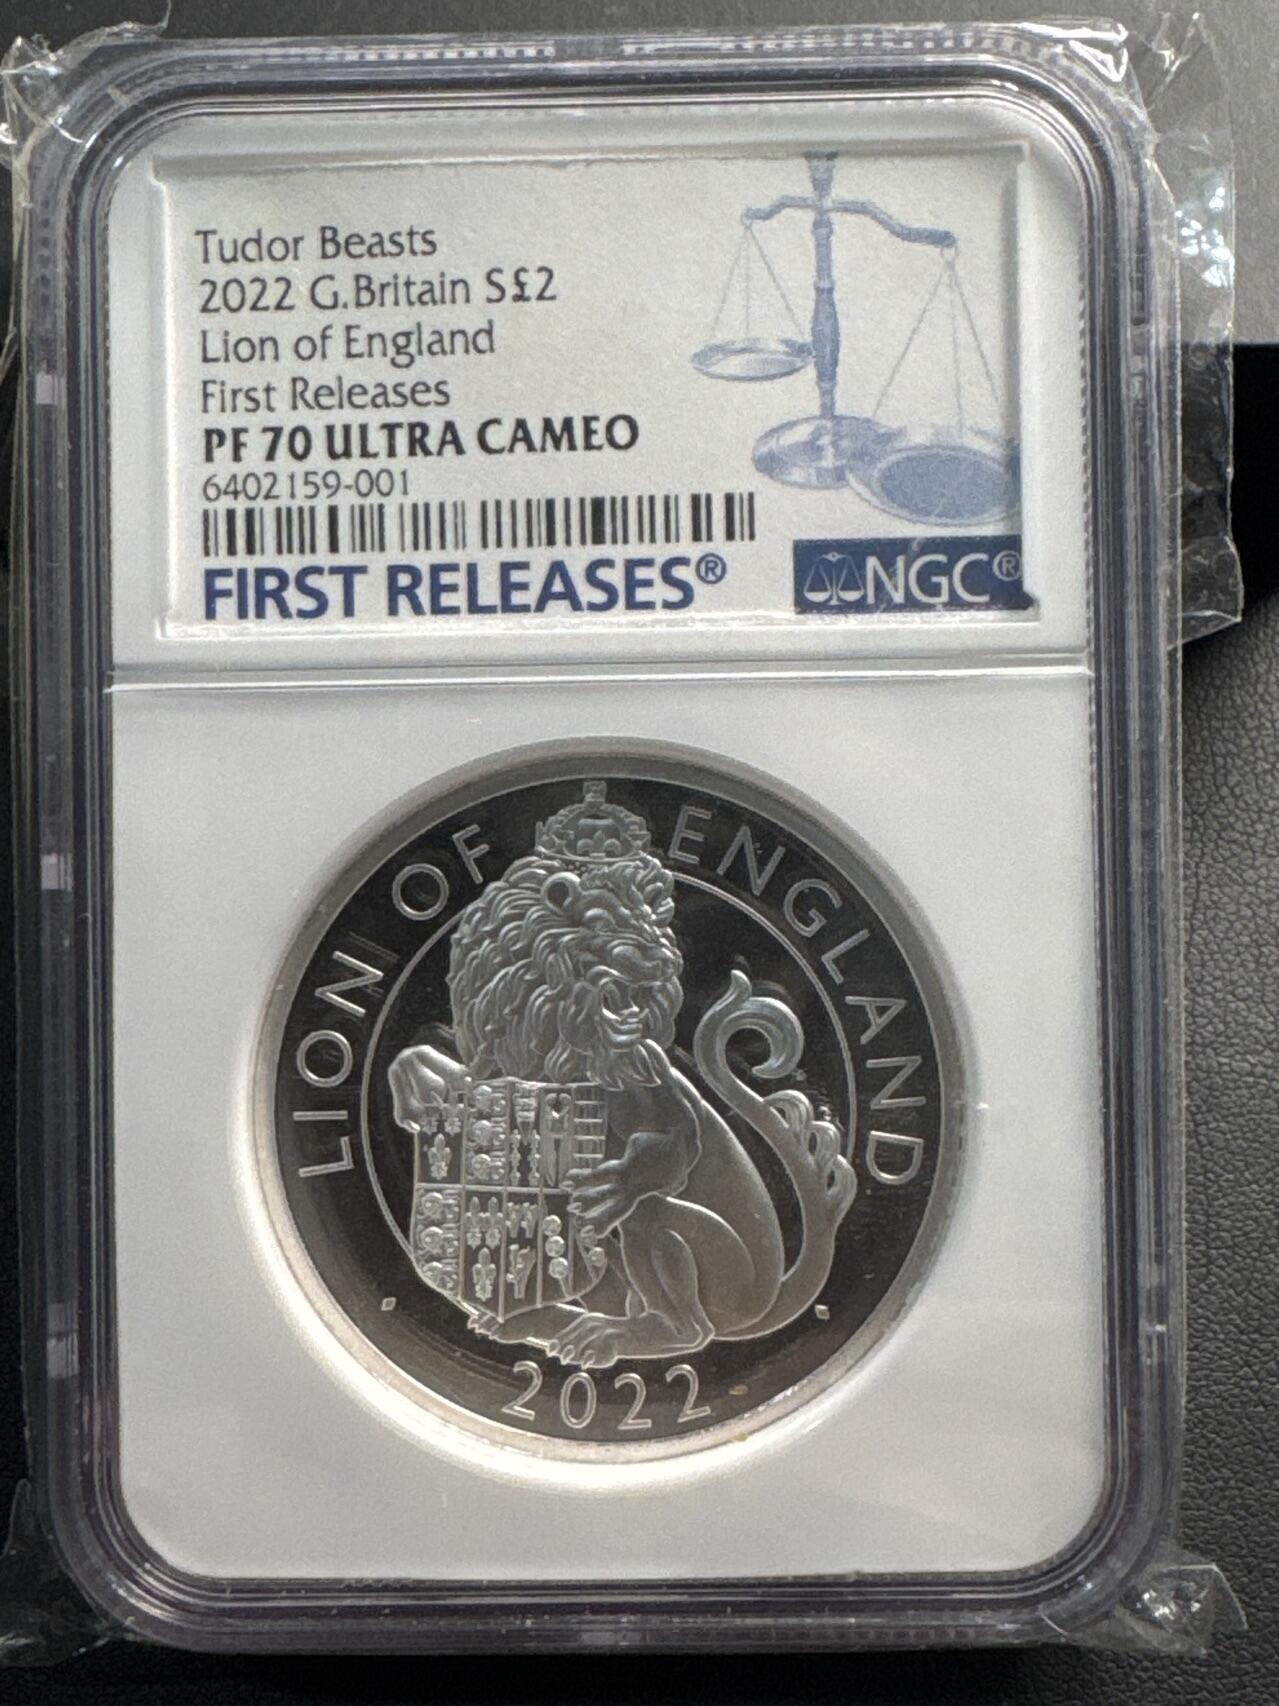 Tudor Beasts
2022 G.Britain S£2
Lion of England
First Releases
PF 70 ULTRA CAMEO
6402159-001
FIRST RELEASES®
NGC®
LION OF ENGLAND
2022